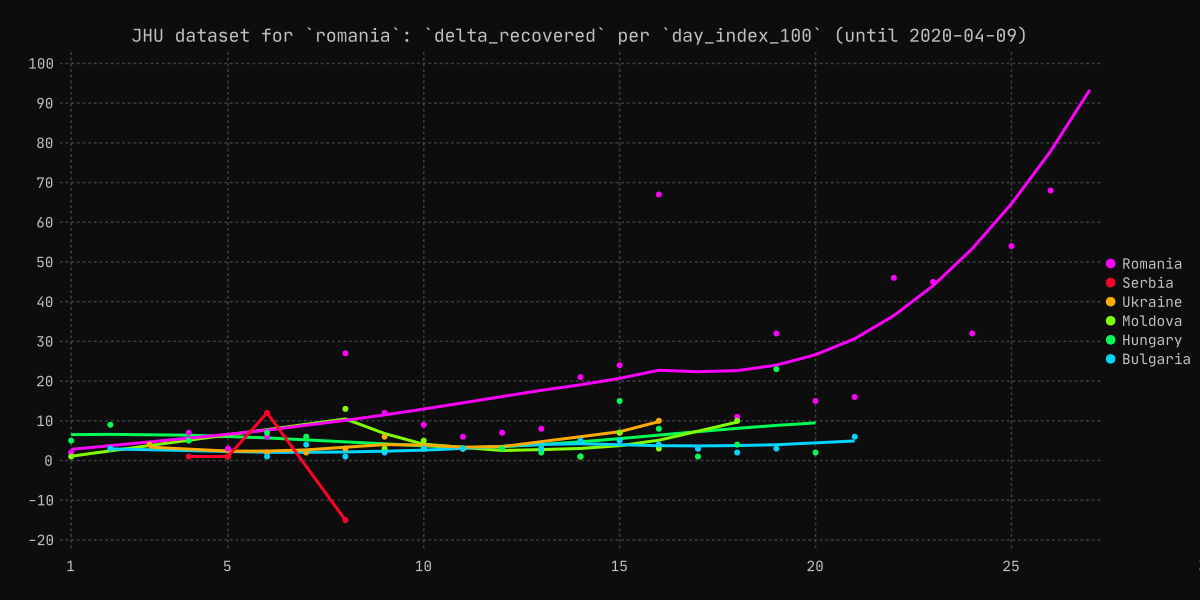 JHU dataset for `romania`: `delta_recovered` per `day_index_100` (until 2020-04-09)
100
90
80
70
60
50
40
30
20
10
0
-10
-20
1 5 10 15 20 25
Romania
Serbia
Ukraine
Moldova
Hungary
Bulgaria